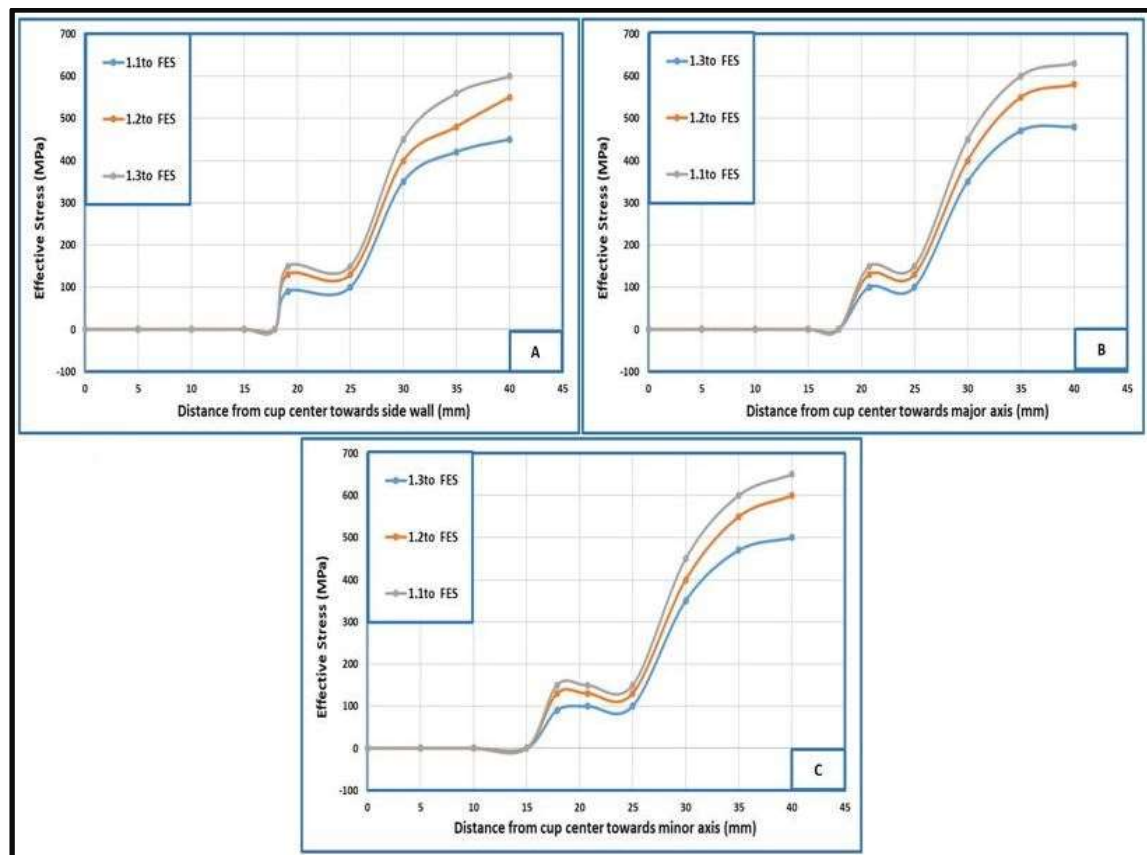 Effective Stress (MPa)
700
600
500
400
300
200
100
0
-100
1.1to FES
1.2to FES
1.3to FES
0 5 10 15 20 25 30 35 40 45
Distance from cup center towards side wall (mm)
A
Effective Stress (MPa)
700
600
500
400
300
200
100
0
-100
1.3to FES
1.2to FES
1.1to FES
0 5 10 15 20 25 30 35 40 45
Distance from cup center towards major axis (mm)
B
Effective Stress (MPa)
700
600
500
400
300
200
100
0
-100
1.3to FES
1.2to FES
1.1to FES
0 5 10 15 20 25 30 35 40 45
Distance from cup center towards minor axis (mm)
C